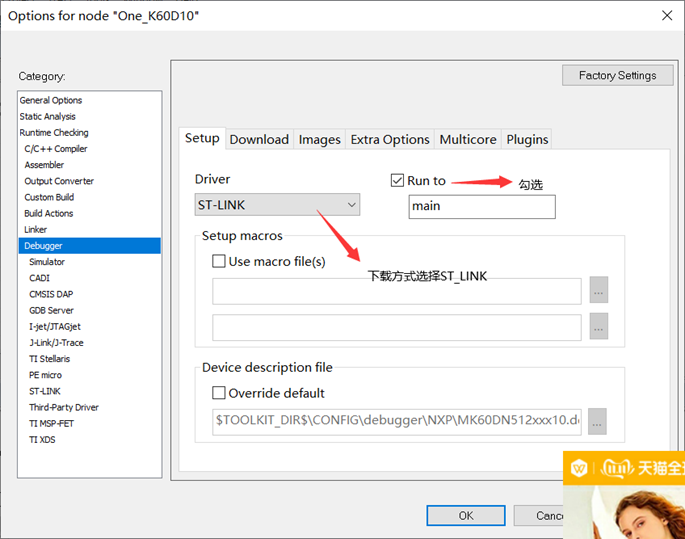 Options for node "One_K60D10"
Category:
Factory Settings
General Options
Static Analysis
Runtime Checking
C/C++ Compiler
Assembler
Output Converter
Custom Build
Build Actions
Linker
Debugger
Simulator
CADI
CMSIS DAP
GDB Server
I-jet/JTAGjet
J-Link/J-Trace
TI Stellaris
PE micro
ST-LINK
Third-Party Driver
TI MSP-FET
TI XDS
Setup Download Images Extra Options Multicore Plugins
Driver
Run to
勾选
ST-LINK
main
Setup macros
Use macro file(s)
下载方式选择ST_LINK
...
...
Device description file
Override default
$TOOLKIT_DIR$\CONFIG\debugger\NXP\MK60DN512xxx10.d
...
天猫全
OK
Canc